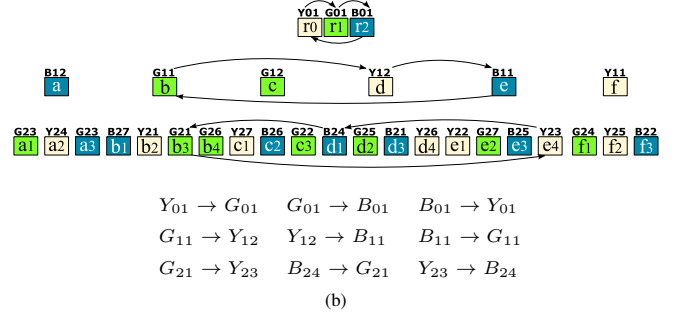 Y01 G01 B01
r0 r1 r2
B12 G11 G12 Y12 B11 Y11
a b c d e f
G23 Y24 G23 B27 Y21 G21 G26 Y27 B26 G22 B24 G25 B21 Y26 Y22 G27 B25 Y23 G24 Y25 B22
a1 a2 a3 b1 b2 b3 b4 c1 c2 c3 d1 d2 d3 d4 e1 e2 e3 e4 f1 f2 f3
Y01 → G01 G01 → B01 B01 → Y01
G11 → Y12 Y12 → B11 B11 → G11
G21 → Y23 B24 → G21 Y23 → B24
(b)